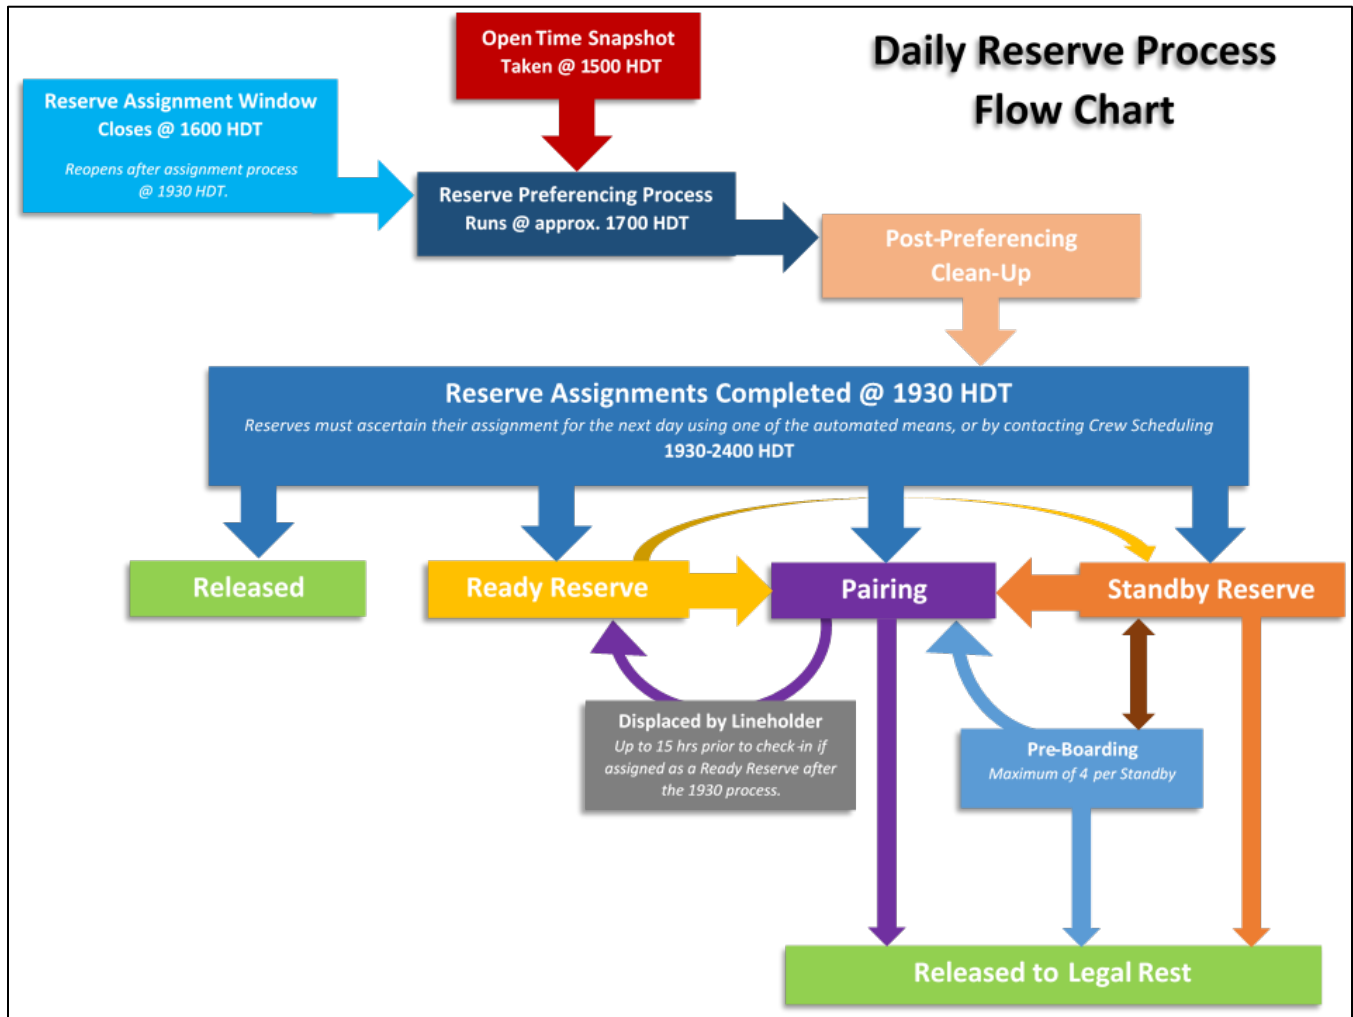 Daily Reserve Process
Flow Chart
Open Time Snapshot
Taken @ 1500 HDT
Reserve Assignment Window
Closes @ 1600 HDT
Reopens after assignment process
@ 1930 HDT.
Reserve Preferencing Process
Runs @ approx. 1700 HDT
Post-Preferencing
Clean-Up
Reserve Assignments Completed @ 1930 HDT
Reserves must ascertain their assignment for the next day using one of the automated means, or by contacting Crew Scheduling
1930-2400 HDT
Released
Ready Reserve
Pairing
Standby Reserve
Displaced by Lineholder
Up to 15 hrs prior to check-in if
assigned as a Ready Reserve after
the 1930 process.
Pre-Boarding
Maximum of 4 per Standby
Released to Legal Rest